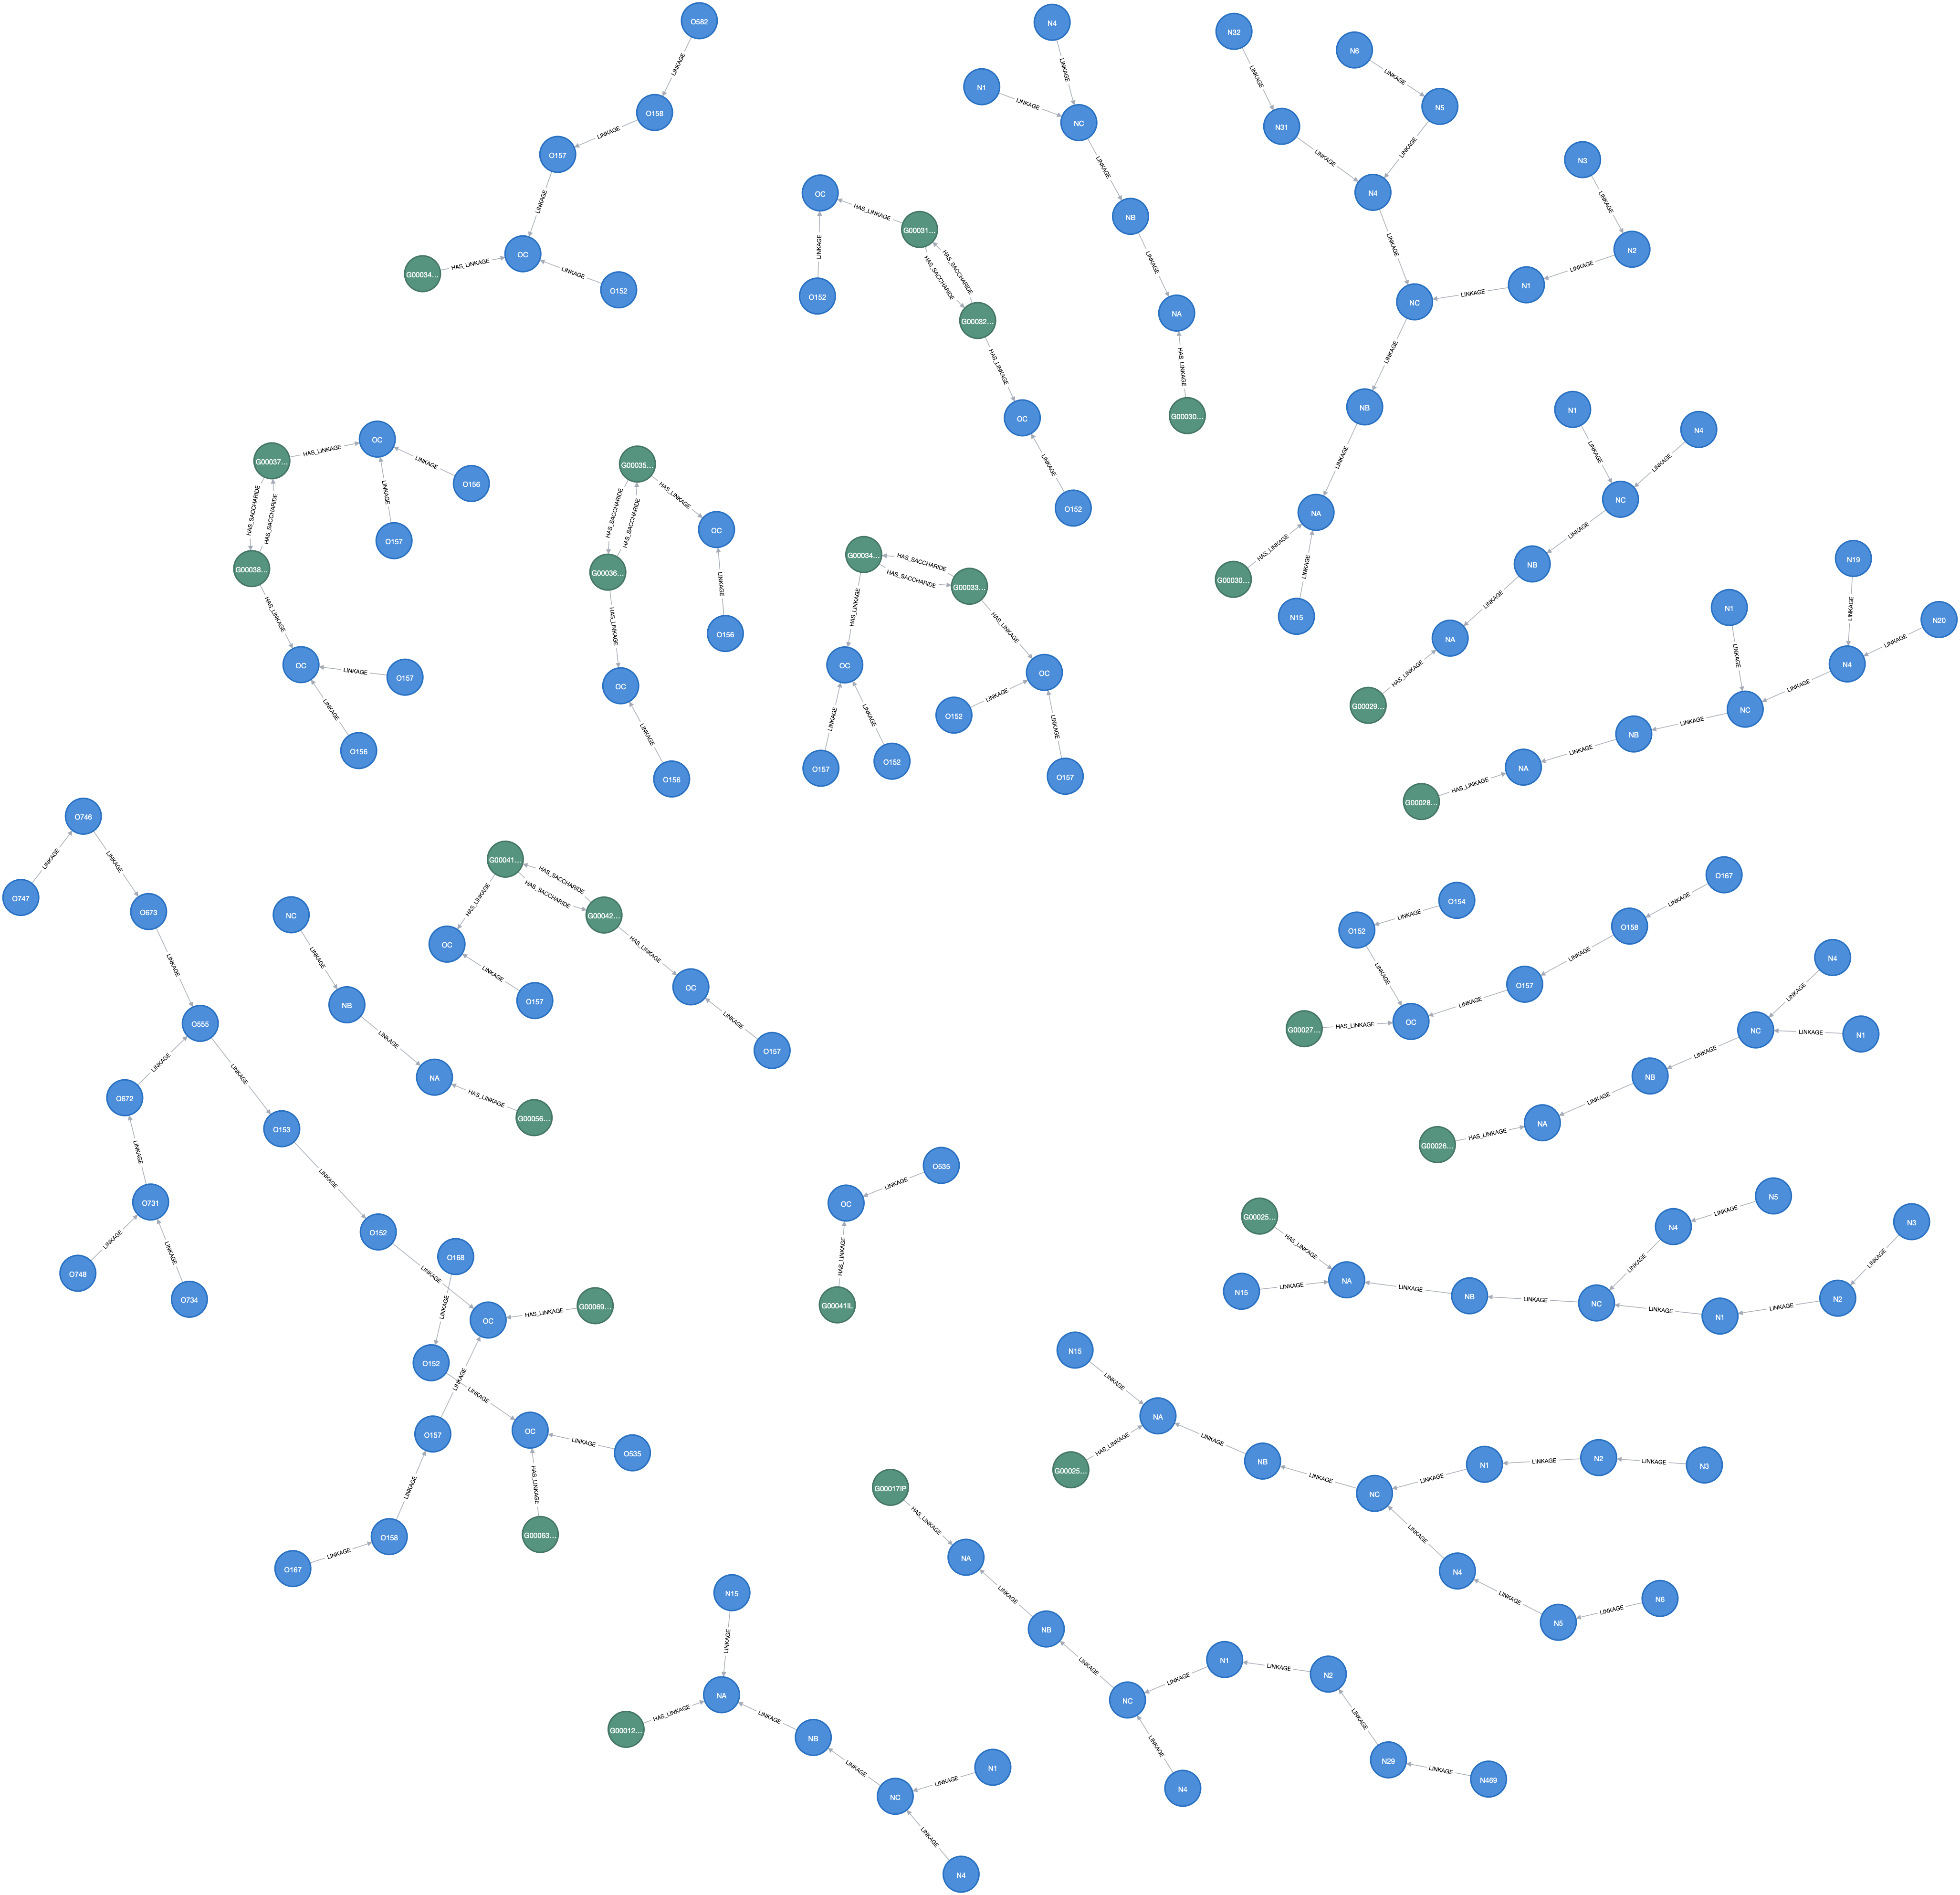 O582
LINKAGE
O158
LINKAGE
O157
LINKAGE
OC
G00034...
HAS_LINKAGE
LINKAGE
O152
N4
LINKAGE
N1
LINKAGE
NC
LINKAGE
NB
LINKAGE
NA
HAS_LINKAGE
G00030...
OC
HAS_LINKAGE
G00031...
LINKAGE
O152
HAS_SACCHARIDE
HAS_SACCHARIDE
G00032...
HAS_LINKAGE
OC
LINKAGE
O152
N32
LINKAGE
N31
LINKAGE
N6
LINKAGE
N5
LINKAGE
N4
LINKAGE
N3
LINKAGE
N2
LINKAGE
N1
LINKAGE
NC
LINKAGE
NB
LINKAGE
NA
HAS_LINKAGE
G00030...
LINKAGE
N15
N1
LINKAGE
N4
LINKAGE
NC
LINKAGE
NB
LINKAGE
NA
HAS_LINKAGE
G00029...
G00037...
HAS_LINKAGE
OC
LINKAGE
O156
LINKAGE
O157
HAS_SACCHARIDE
HAS_SACCHARIDE
G00038...
HAS_LINKAGE
OC
LINKAGE
O157
LINKAGE
O156
G00035...
HAS_LINKAGE
OC
LINKAGE
O156
HAS_SACCHARIDE
HAS_SACCHARIDE
G00036...
HAS_LINKAGE
OC
LINKAGE
O156
G00034...
HAS_SACCHARIDE
HAS_SACCHARIDE
G00033...
HAS_LINKAGE
HAS_LINKAGE
OC
LINKAGE
O157
LINKAGE
O152
OC
LINKAGE
O152
LINKAGE
O157
N19
LINKAGE
N20
LINKAGE
N4
LINKAGE
N1
LINKAGE
NC
LINKAGE
NB
LINKAGE
NA
HAS_LINKAGE
G00028...
O746
LINKAGE
O747
LINKAGE
O673
LINKAGE
O555
LINKAGE
O672
LINKAGE
O731
LINKAGE
O748
LINKAGE
O734
LINKAGE
O153
LINKAGE
O152
LINKAGE
OC
HAS_LINKAGE
G00069...
LINKAGE
O157
LINKAGE
O158
LINKAGE
O167
O168
LINKAGE
O152
LINKAGE
OC
LINKAGE
O535
HAS_LINKAGE
G00063...
NC
LINKAGE
NB
LINKAGE
NA
HAS_LINKAGE
G00056...
G00041...
HAS_SACCHARIDE
HAS_SACCHARIDE
G00042...
HAS_LINKAGE
OC
LINKAGE
O157
HAS_LINKAGE
OC
LINKAGE
O157
O154
LINKAGE
O152
LINKAGE
O167
LINKAGE
O158
LINKAGE
O157
LINKAGE
OC
HAS_LINKAGE
G00027...
N4
LINKAGE
N1
LINKAGE
NC
LINKAGE
NB
LINKAGE
NA
HAS_LINKAGE
G00026...
O535
LINKAGE
OC
HAS_LINKAGE
G00041IL
G00025...
HAS_LINKAGE
N15
LINKAGE
NA
LINKAGE
NB
LINKAGE
NC
LINKAGE
N4
LINKAGE
N5
LINKAGE
N1
LINKAGE
N2
LINKAGE
N3
N15
LINKAGE
NA
HAS_LINKAGE
G00025...
LINKAGE
NB
LINKAGE
NC
LINKAGE
N1
LINKAGE
N2
LINKAGE
N3
LINKAGE
N4
LINKAGE
N5
LINKAGE
N6
G00017IP
HAS_LINKAGE
NA
LINKAGE
NB
LINKAGE
NC
LINKAGE
N1
LINKAGE
N2
LINKAGE
N29
LINKAGE
N469
LINKAGE
N4
N15
LINKAGE
NA
HAS_LINKAGE
G00012...
LINKAGE
NB
LINKAGE
NC
LINKAGE
N1
LINKAGE
N4